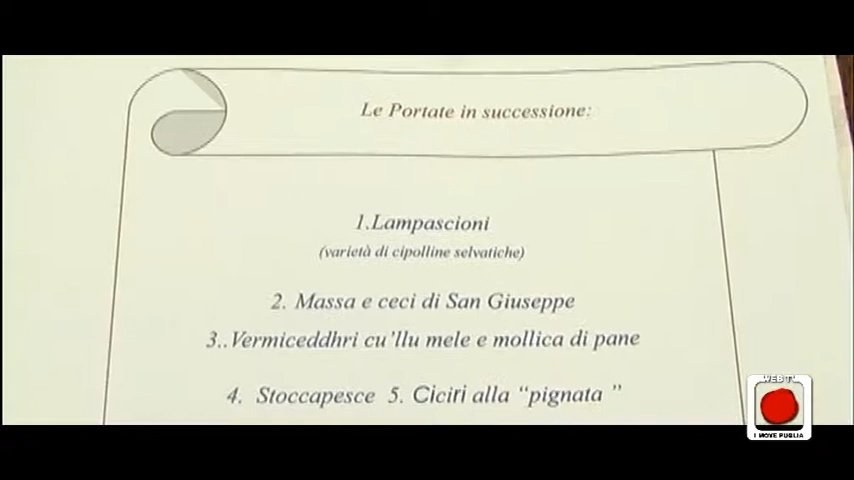 Le Portate in successione:
1.Lampascioni
(varietà di cipolline selvatiche)
2. Massa e ceci di San Giuseppe
3..Vermiceddhri cu'llu mele e mollica di pane
4. Stoccapesce 5. Ciciri alla “pignata ”
WEB TV
I MOVE PUGLIA